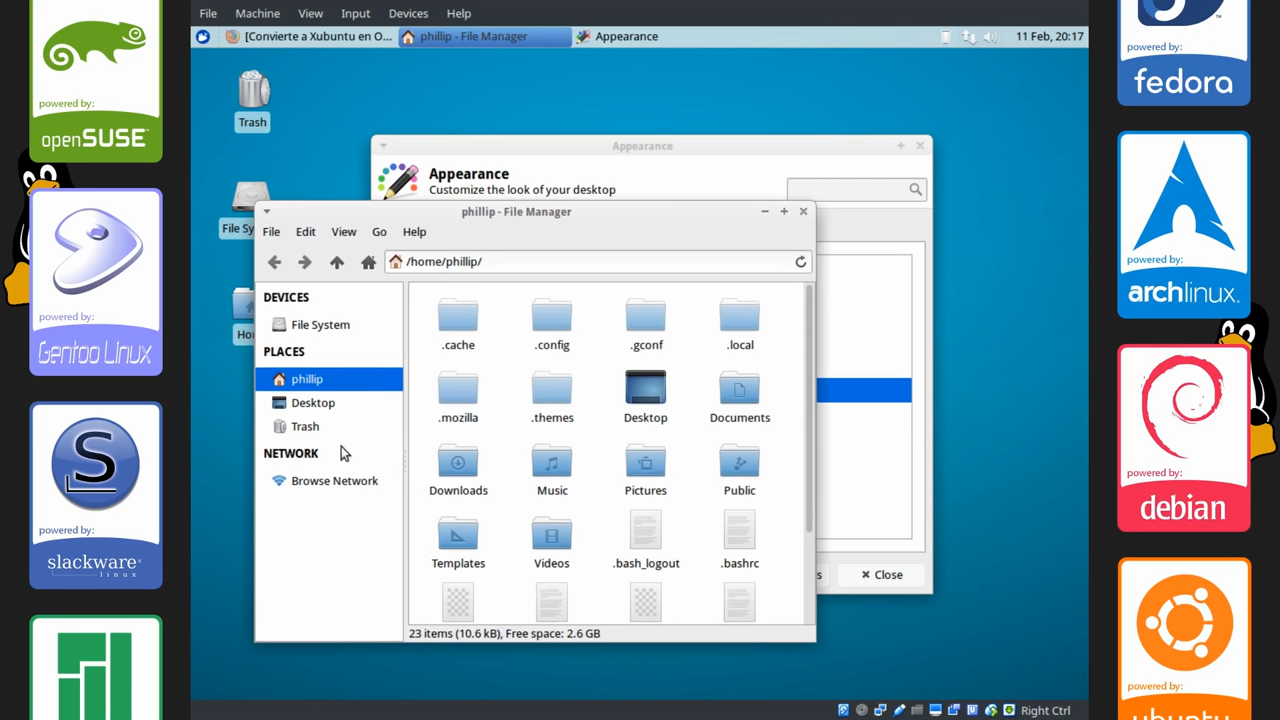 File Machine View Input Devices Help
[Convierte a Xubuntu en O... phillip - File Manager Appearance 11 Feb, 20:17
Trash
File Sy
Ho
Appearance
Appearance
Customize the look of your desktop
phillip - File Manager
File Edit View Go Help
/home/phillip/
DEVICES
File System
PLACES
phillip
Desktop
Trash
NETWORK
Browse Network
.cache .config .gconf .local
.mozilla .themes Desktop Documents
Downloads Music Pictures Public
Templates Videos .bash_logout .bashrc
23 items (10.6 kB), Free space: 2.6 GB
s Close
Right Ctrl
powered by:
openSUSE
powered by:
Gentoo Linux
powered by:
slackware
linux
powered by:
fedora
powered by:
archlinux
powered by:
debian
powered by:
ubuntu